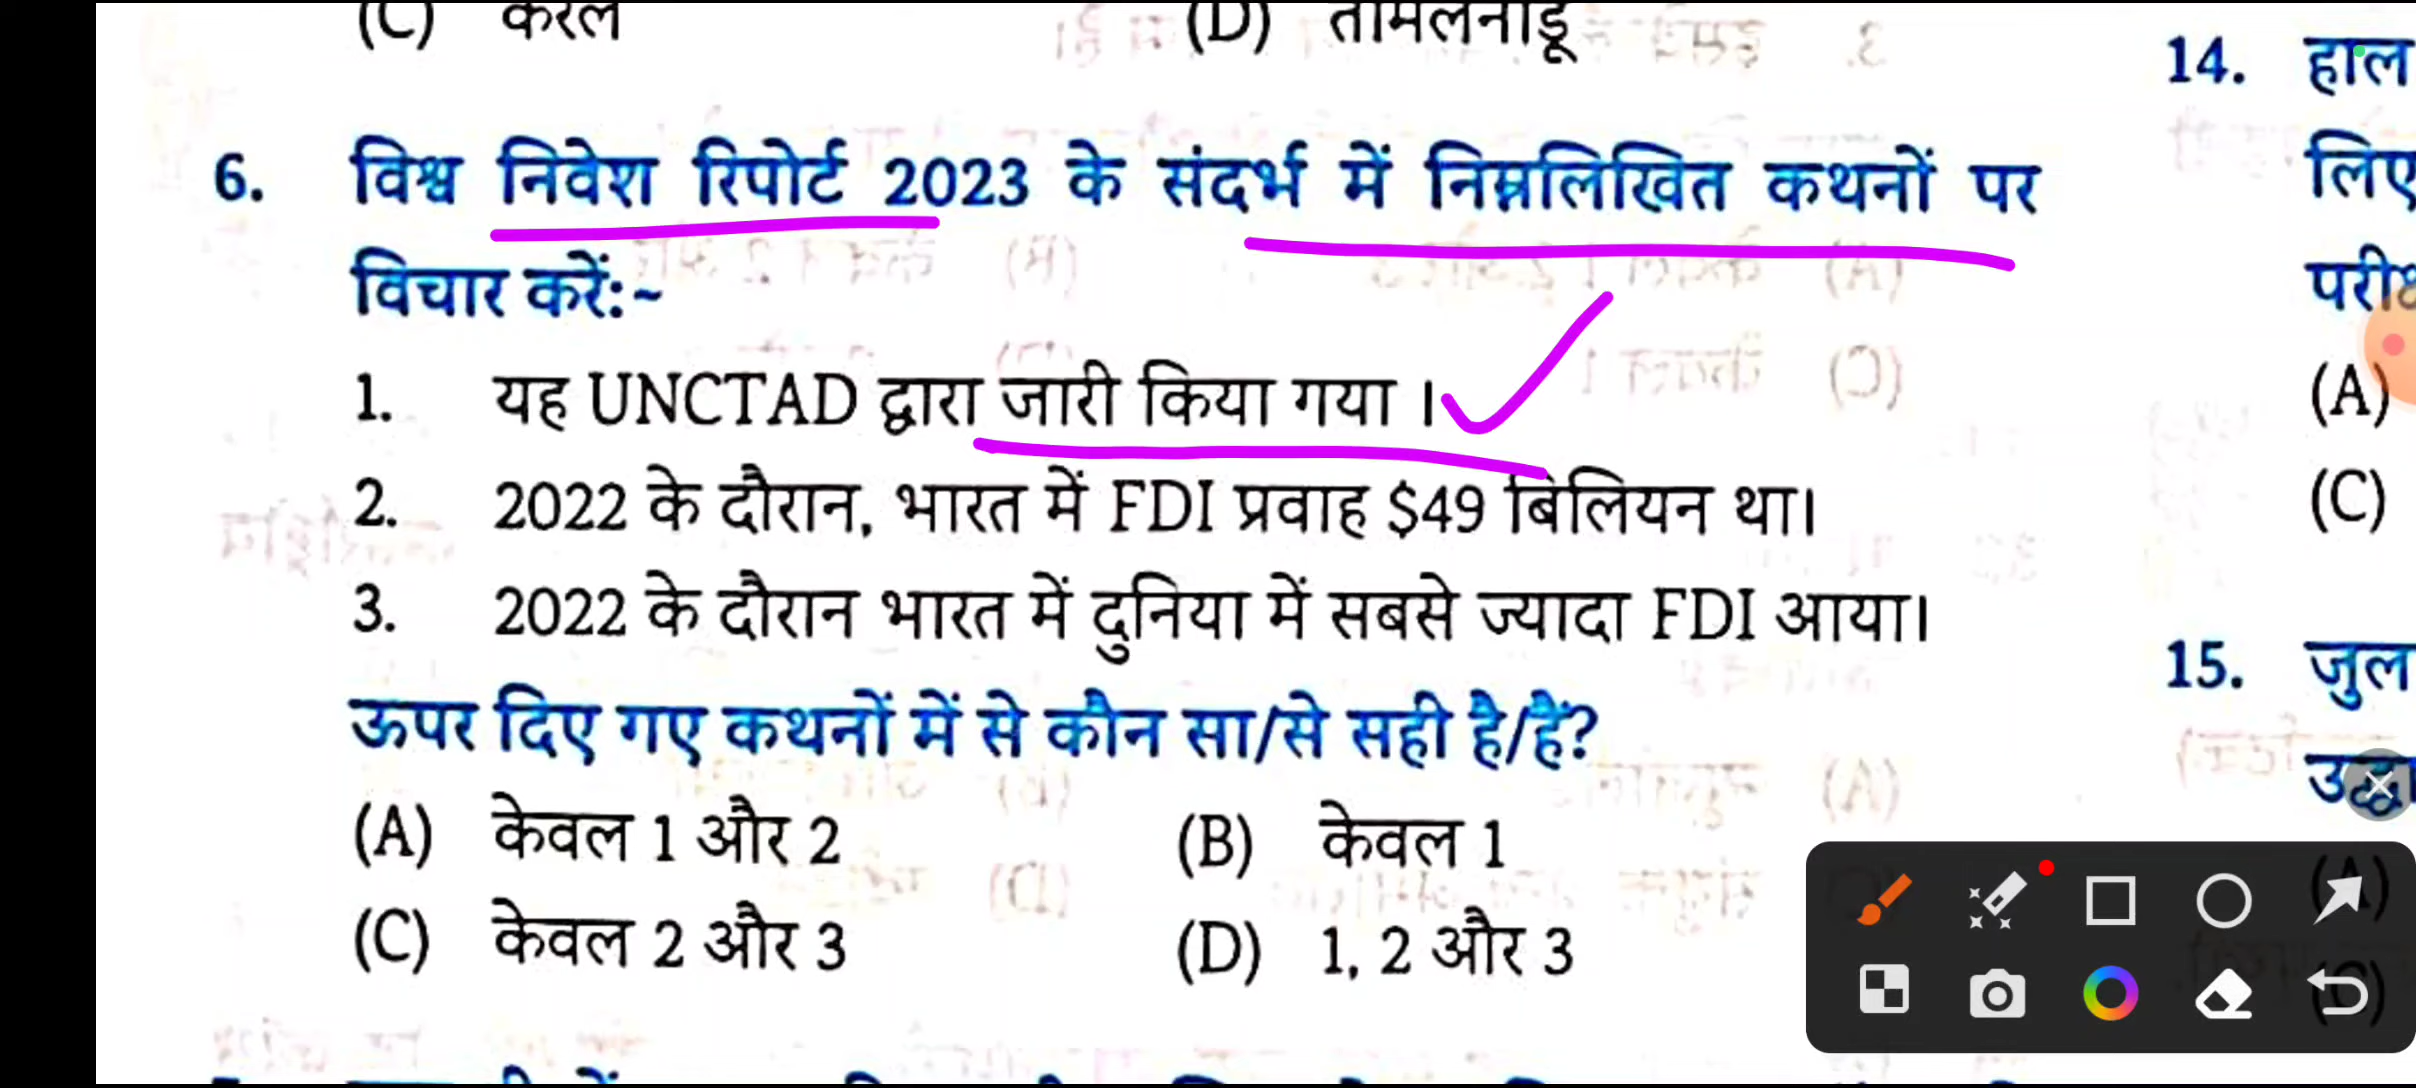 (C) केरल (D) तमिलनाडू
6. विश्व निवेश रिपोर्ट 2023 के संदर्भ में निम्नलिखित कथनों पर
विचार करें:~
1. यह UNCTAD द्वारा जारी किया गया ।
2. 2022 के दौरान, भारत में FDI प्रवाह $49 बिलियन था।
3. 2022 के दौरान भारत में दुनिया में सबसे ज्यादा FDI आया।
ऊपर दिए गए कथनों में से कौन सा/से सही है/हैं?
(A) केवल 1 और 2 (B) केवल 1
(C) केवल 2 और 3 (D) 1, 2 और 3
14. हाल
लिए
(A)
(C)
15. जुल
(A)
(C)